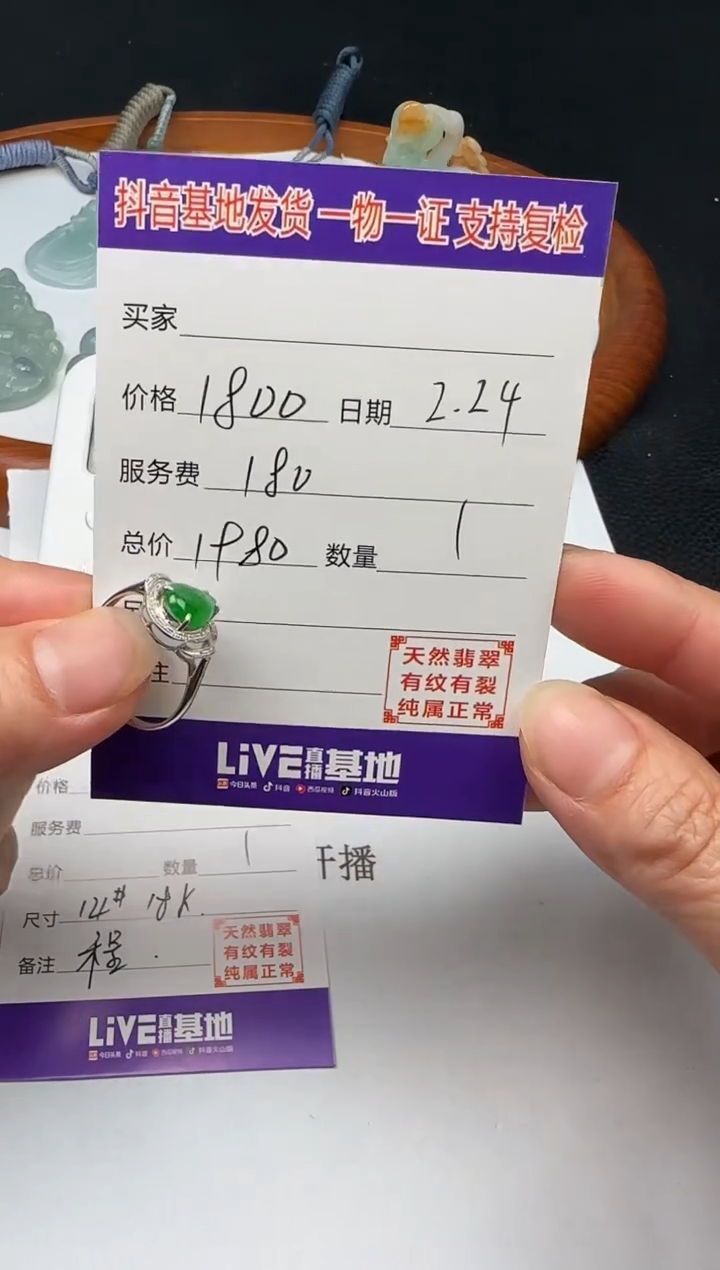 抖音基地发货 一物一证 支持复检
买家
价格 1800 日期 2.24
服务费 180
总价 1980 数量 1
注
天然翡翠
有纹有裂
纯属正常
LiVE直播基地
今日头条 抖音 西瓜视频 抖音火山版
价格
服务费
总价 数量 1
开播
尺寸 14# 18K.
备注 程.
天然翡翠
有纹有裂
纯属正常
LiVE直播基地
今日头条 抖音 西瓜视频 抖音火山版